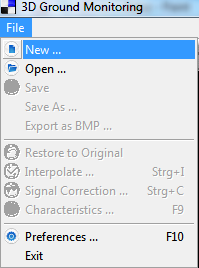 3D Ground Monitoring
File
New ...
Open ...
Save
Save As ...
Export as BMP ...
Restore to Original
Interpolate ... Strg+I
Signal Correction ... Strg+C
Characteristics ... F9
Preferences ... F10
Exit